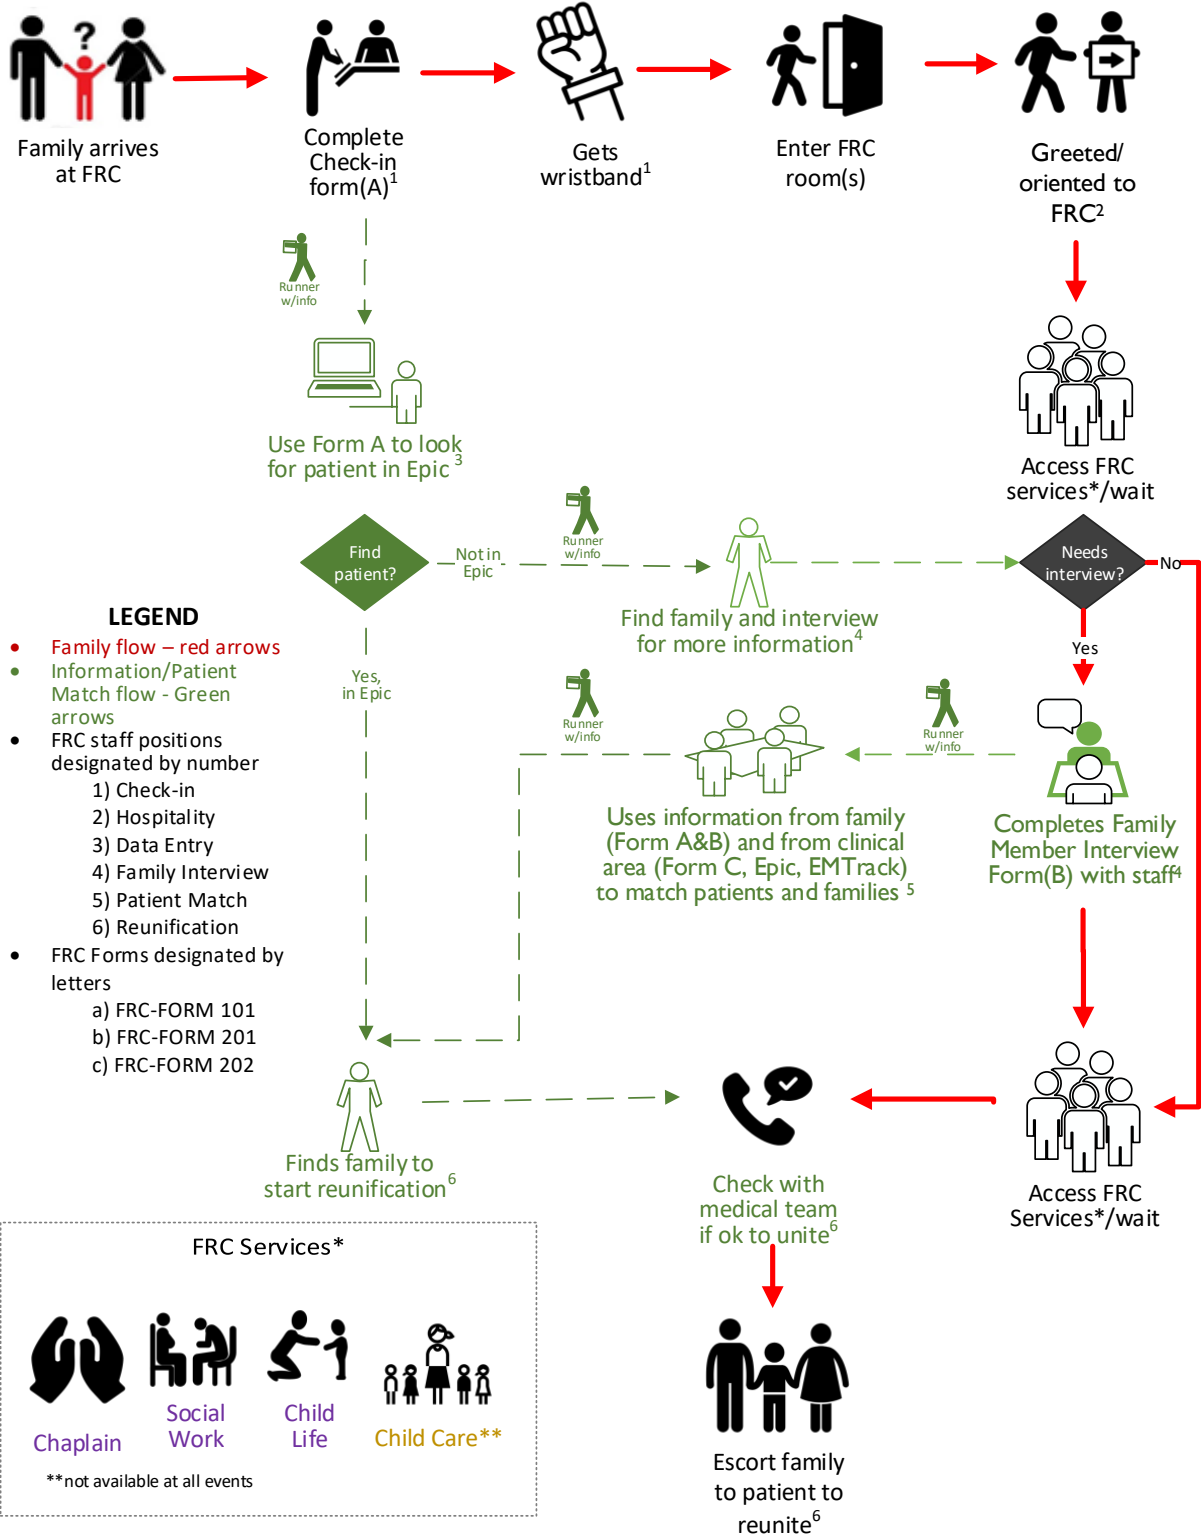 ?
Family arrives
at FRC
Complete
Check-in
form(A)1
Gets
wristband1
Enter FRC
room(s)
Greeted/
oriented to
FRC2
Runner
w/info
Use Form A to look
for patient in Epic 3
Access FRC
services*/wait
Find
patient?
Not in
Epic
Runner
w/info
Find family and interview
for more information4
Needs
interview?
No
Yes
Yes,
in Epic
LEGEND
• Family flow – red arrows
• Information/Patient
Match flow - Green
arrows
• FRC staff positions
designated by number
1) Check-in
2) Hospitality
3) Data Entry
4) Family Interview
5) Patient Match
6) Reunification
• FRC Forms designated by
letters
a) FRC-FORM 101
b) FRC-FORM 201
c) FRC-FORM 202
Runner
w/info
Runner
w/info
Uses information from family
(Form A&B) and from clinical
area (Form C, Epic, EMTrack)
to match patients and families 5
Completes Family
Member Interview
Form(B) with staff4
Finds family to
start reunification6
Check with
medical team
if ok to unite6
Access FRC
Services*/wait
Escort family
to patient to
reunite6
FRC Services*
Chaplain
Social
Work
Child
Life
Child Care**
**not available at all events